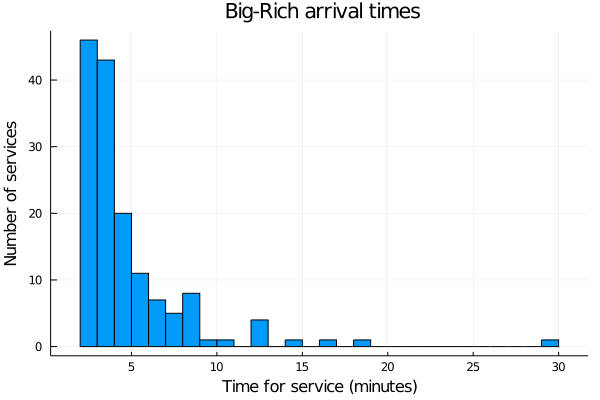 Big-Rich arrival times
Number of services
40
30
20
10
0
5 10 15 20 25 30
Time for service (minutes)